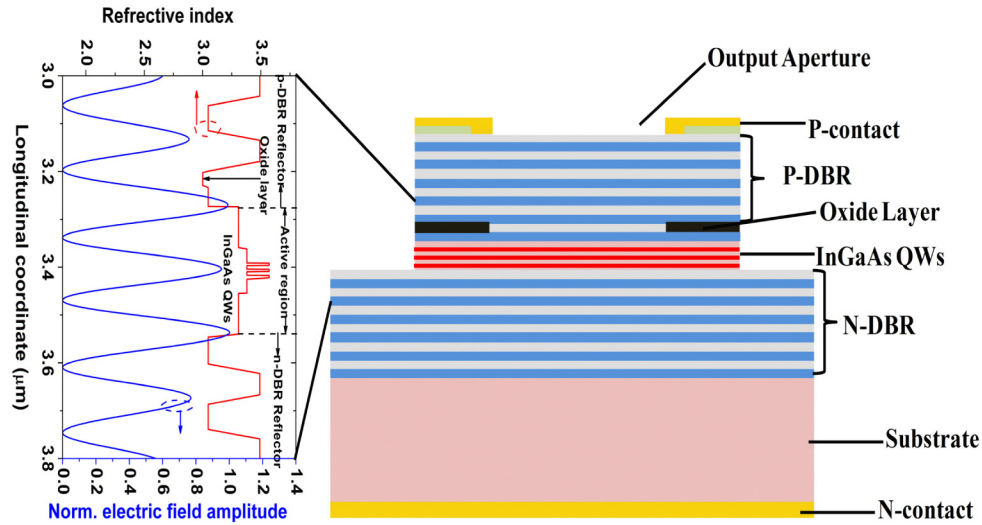 Refrective index
2.0
2.5
3.0
3.5
3.0
3.2
3.4
3.6
3.8
Longitudinal coordinate (μm)
p-DBR Reflector
Oxide layer
Active region
InGaAs QWs
n-DBR Reflector
0.0
0.2
0.4
0.6
0.8
1.0
1.2
1.4
Norm. electric field amplitude
Output Aperture
P-contact
P-DBR
Oxide Layer
InGaAs QWs
N-DBR
Substrate
N-contact